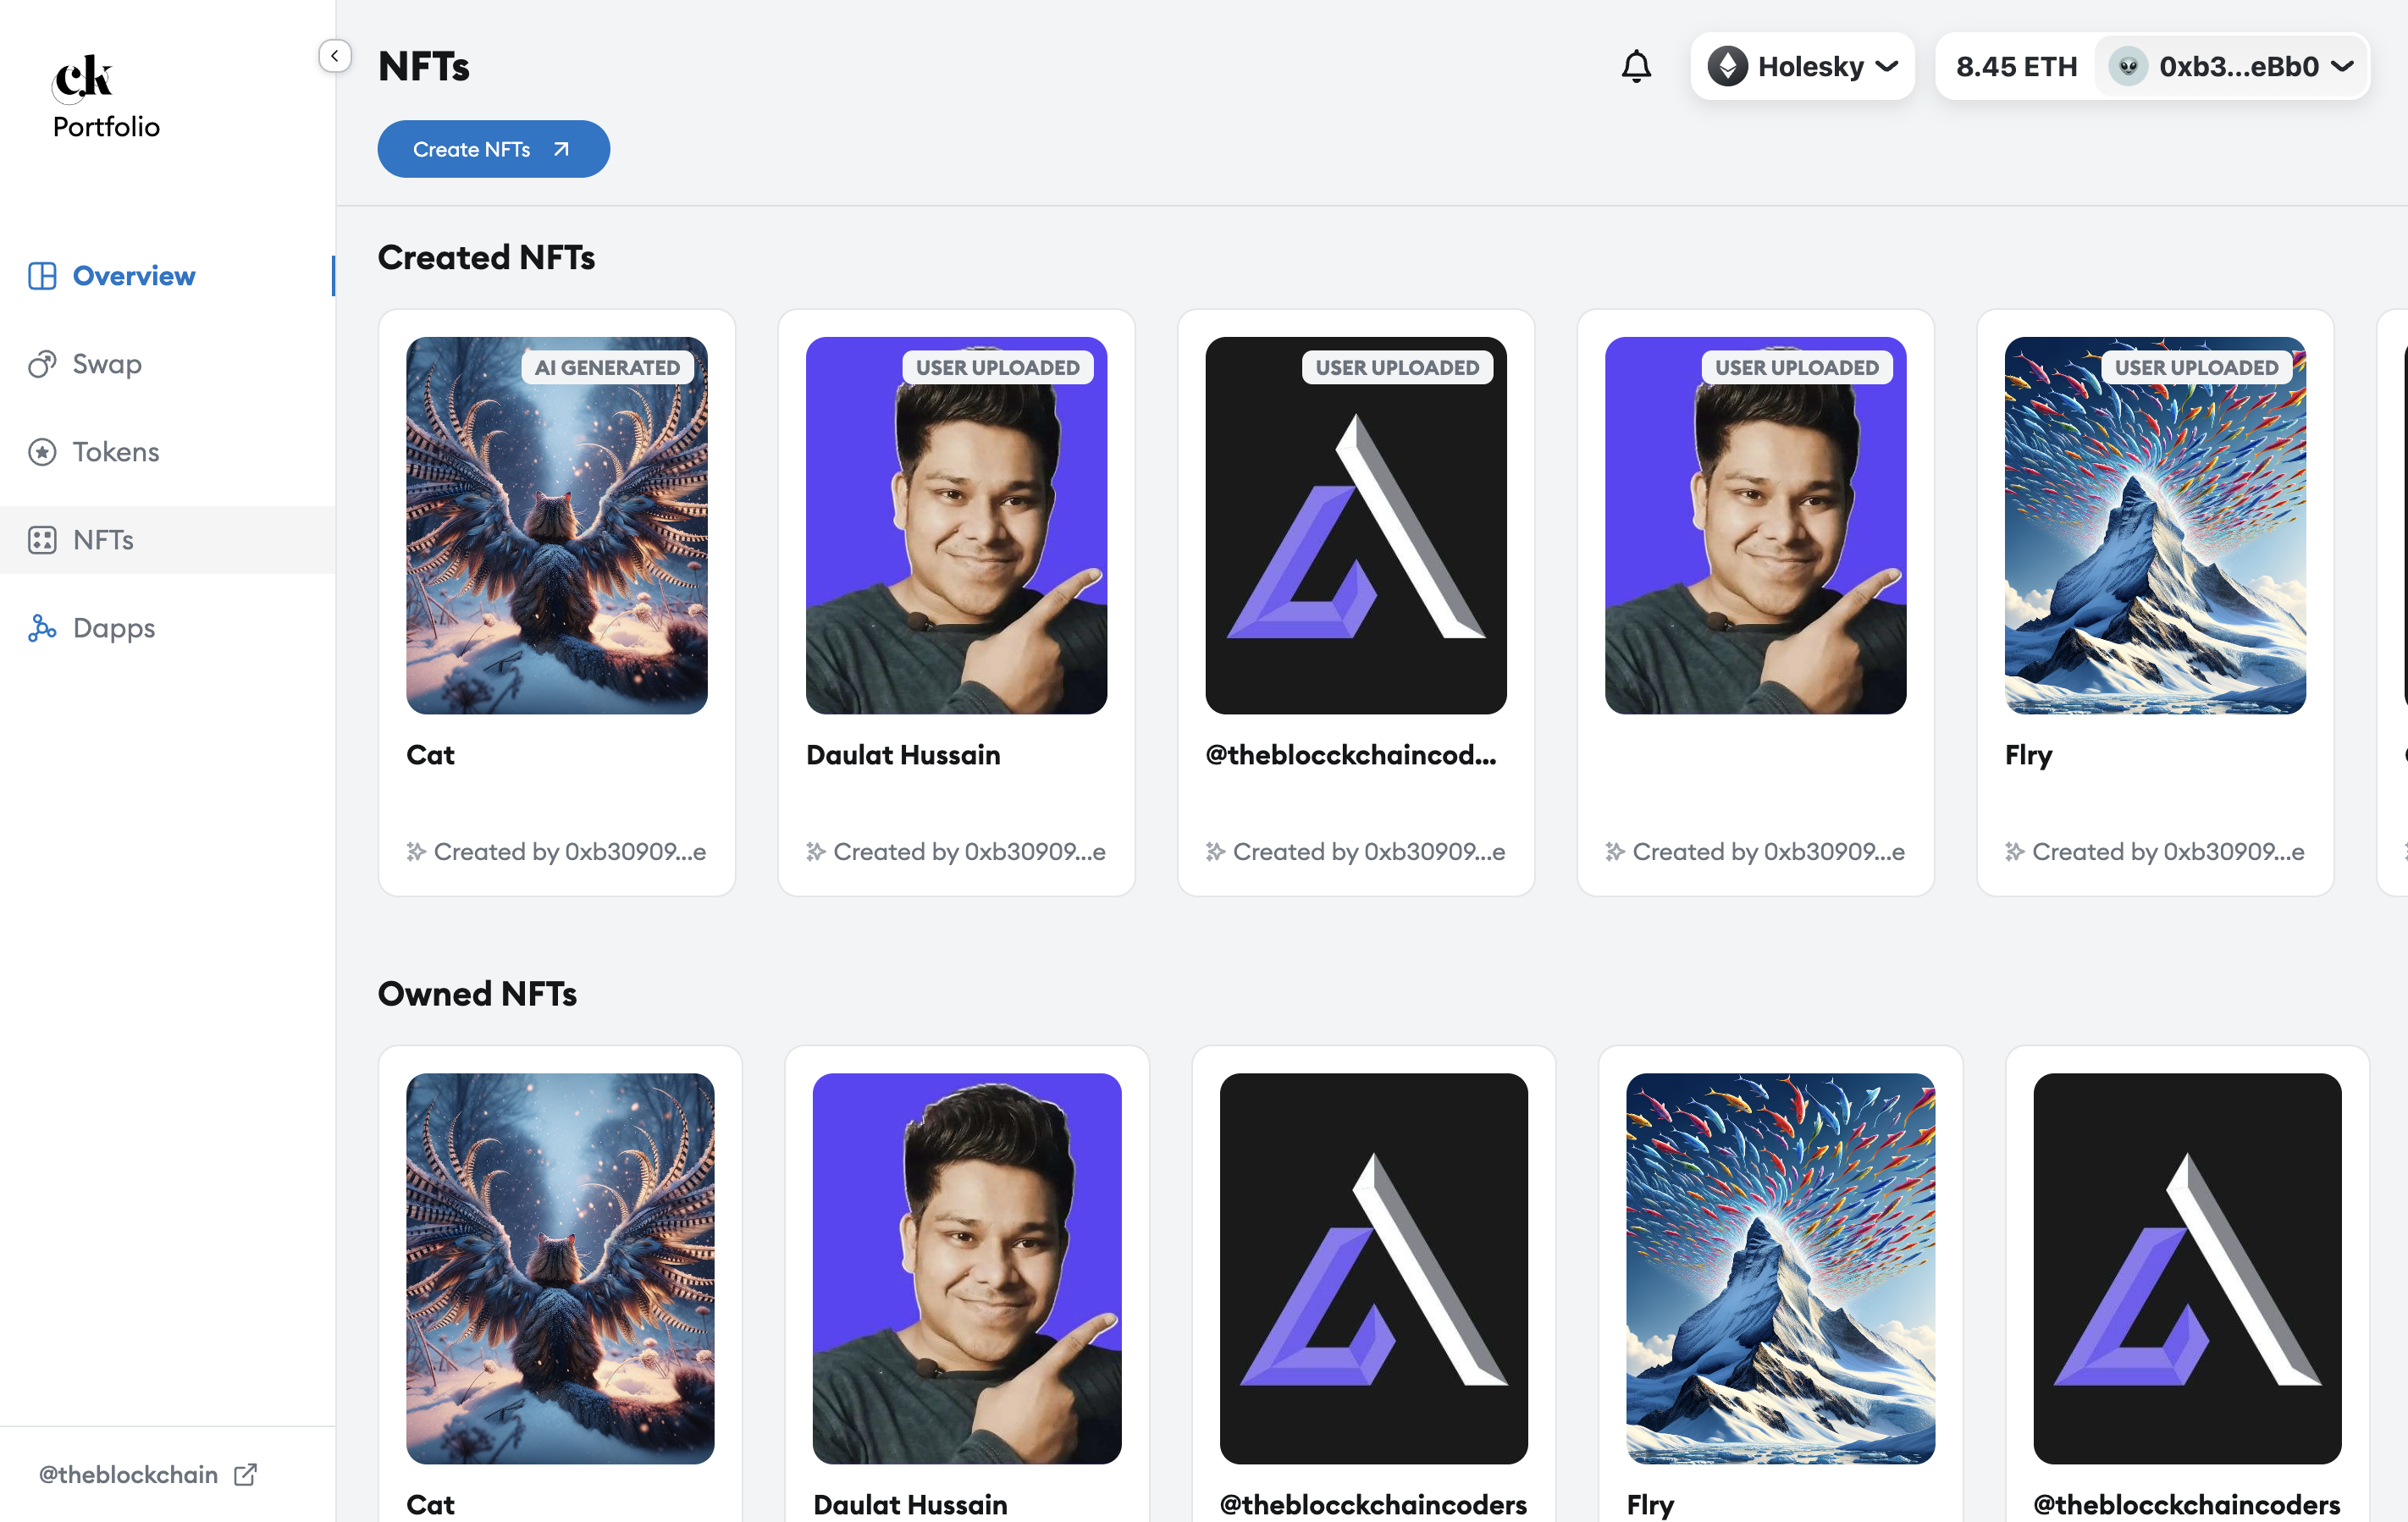 ck
Portfolio
Overview
Swap
Tokens
NFTs
Dapps
@theblockchain
NFTs
Holesky
8.45 ETH
0xb3...eBb0
Create NFTs
Created NFTs
AI GENERATED
Cat
Created by 0xb30909...e
USER UPLOADED
Daulat Hussain
Created by 0xb30909...e
USER UPLOADED
@theblocckchaincod...
Created by 0xb30909...e
USER UPLOADED
Created by 0xb30909...e
USER UPLOADED
Flry
Created by 0xb30909...e
Owned NFTs
Cat
Daulat Hussain
@theblocckchaincoders
Flry
@theblocckchaincoders